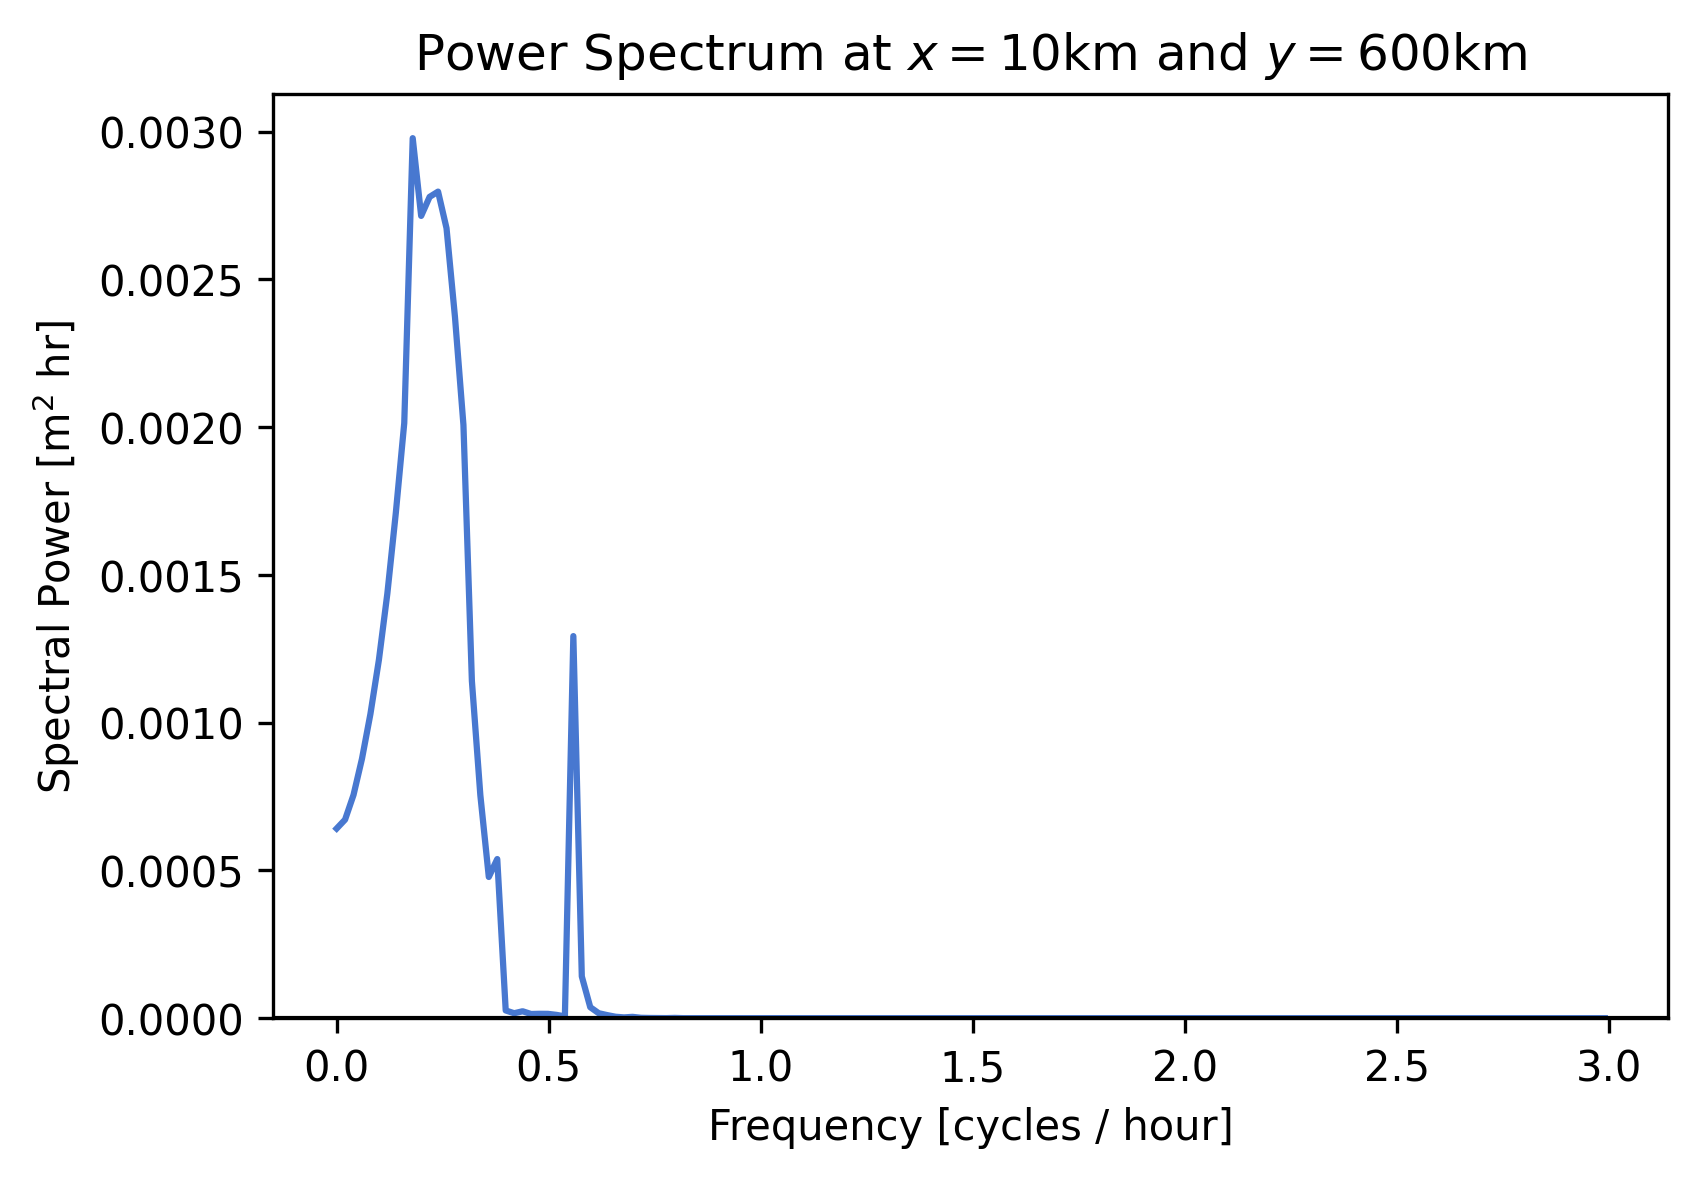 Power Spectrum at x = 10km and y = 600km
Spectral Power [m² hr]
0.0030
0.0025
0.0020
0.0015
0.0010
0.0005
0.0000
0.0 0.5 1.0 1.5 2.0 2.5 3.0
Frequency [cycles / hour]